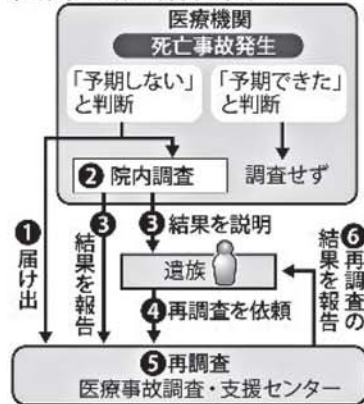 医療機関
死亡事故発生
「予期しない」
と判断
「予期できた」
と判断
❷院内調査
調査せず
❶届け出
❸結果を報告
❸結果を説明
遺族
❹再調査を依頼
❻再調査の
結果を報告
❺再調査
医療事故調査・支援センター